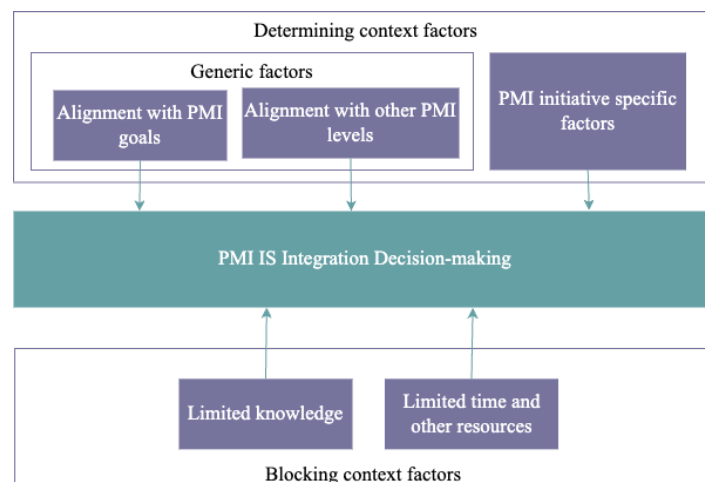 Determining context factors
Generic factors
Alignment with PMI
goals
Alignment with other PMI
levels
PMI initiative specific
factors
PMI IS Integration Decision-making
Limited knowledge
Limited time and
other resources
Blocking context factors